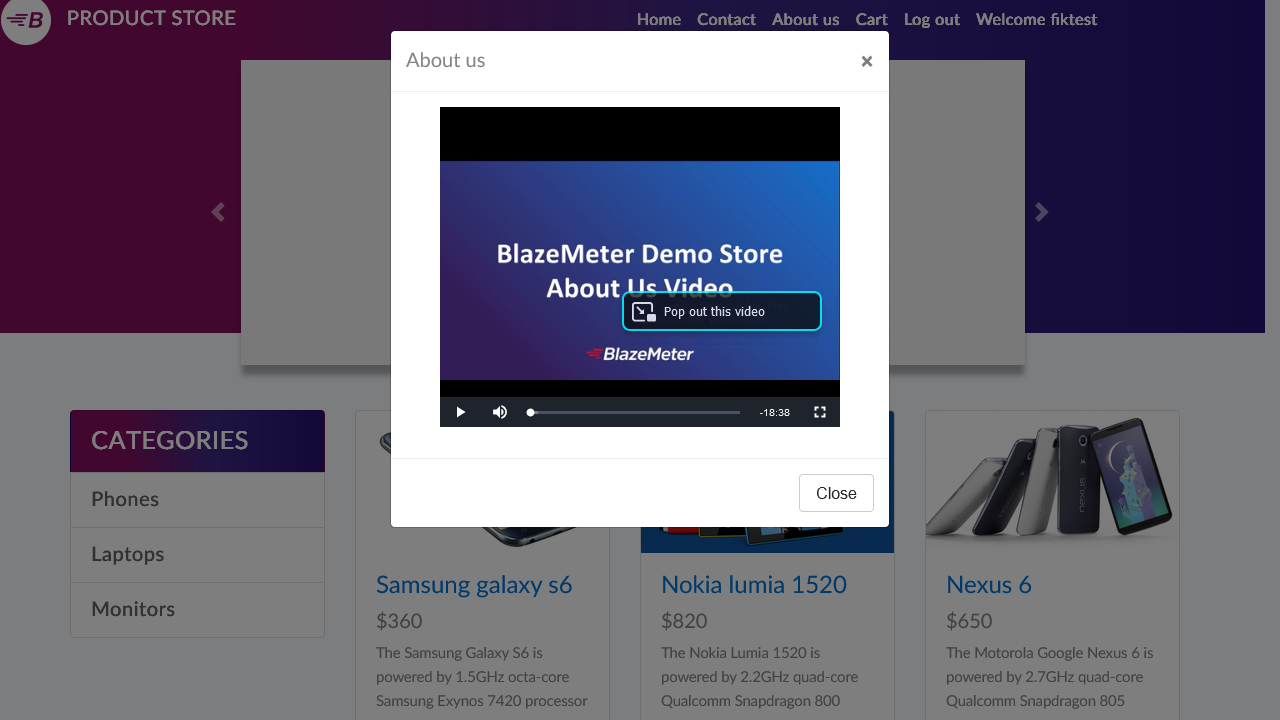 B PRODUCT STORE
Home Contact About us Cart Log out Welcome fiktest
About us
×
BlazeMeter Demo Store
About Us Video
Pop out this video
BlazeMeter
-18:38
Close
CATEGORIES
Phones
Laptops
Monitors
nexus
Samsung galaxy s6
$360
The Samsung Galaxy S6 is
powered by 1.5GHz octa-core
Samsung Exynos 7420 processor
Nokia lumia 1520
$820
The Nokia Lumia 1520 is
powered by 2.2GHz quad-core
Qualcomm Snapdragon 800
Nexus 6
$650
The Motorola Google Nexus 6 is
powered by 2.7GHz quad-core
Qualcomm Snapdragon 805